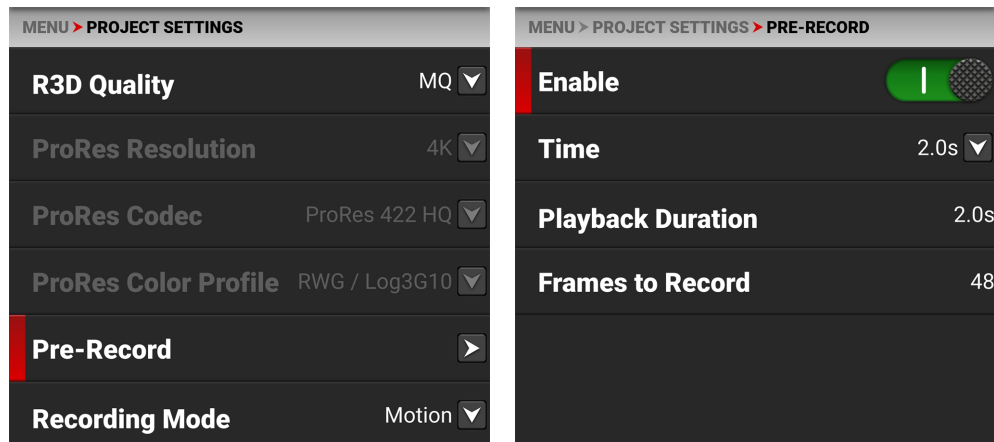 MENU > PROJECT SETTINGS
R3D Quality MQ
ProRes Resolution 4K
ProRes Codec ProRes 422 HQ
ProRes Color Profile RWG / Log3G10
Pre-Record
Recording Mode Motion
MENU > PROJECT SETTINGS > PRE-RECORD
Enable
Time 2.0s
Playback Duration 2.0s
Frames to Record 48